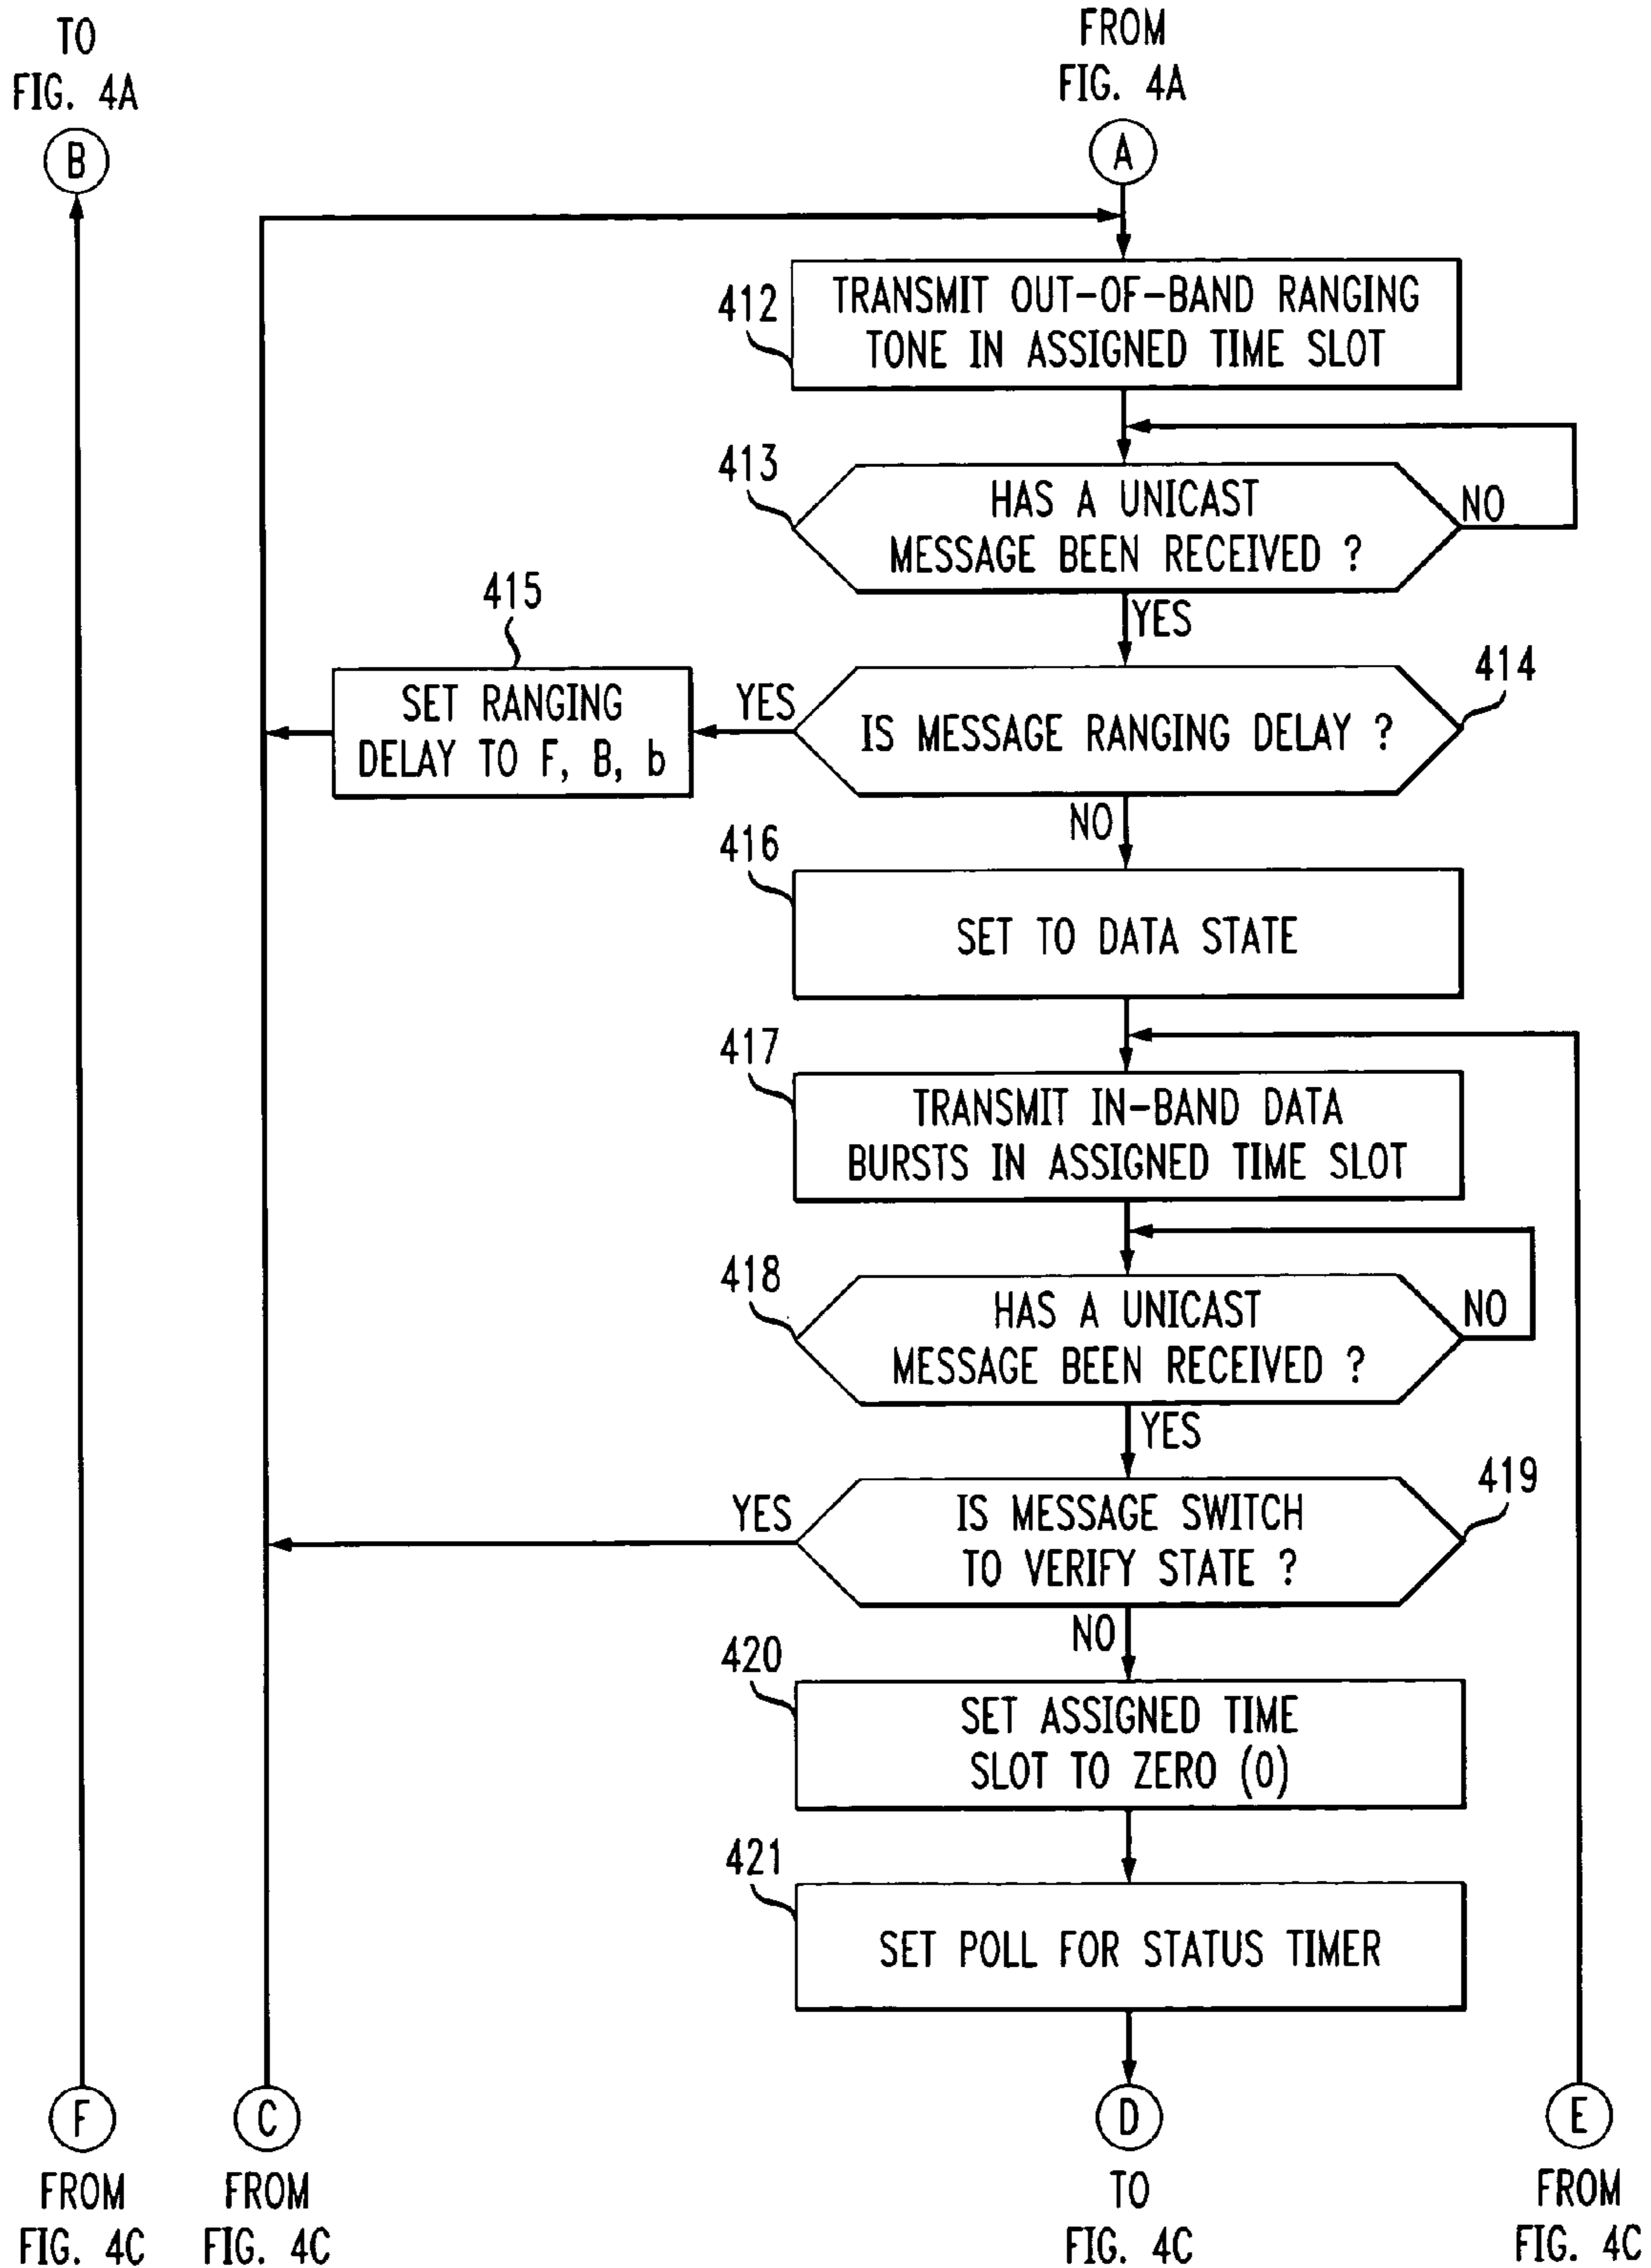 TO
FIG. 4A
B
FROM
FIG. 4A
A
412
TRANSMIT OUT-OF-BAND RANGING
TONE IN ASSIGNED TIME SLOT
413
HAS A UNICAST
MESSAGE BEEN RECEIVED ?
NO
YES
414
IS MESSAGE RANGING DELAY ?
YES
415
SET RANGING
DELAY TO F, B, b
NO
416
SET TO DATA STATE
417
TRANSMIT IN-BAND DATA
BURSTS IN ASSIGNED TIME SLOT
418
HAS A UNICAST
MESSAGE BEEN RECEIVED ?
NO
YES
419
IS MESSAGE SWITCH
TO VERIFY STATE ?
YES
NO
420
SET ASSIGNED TIME
SLOT TO ZERO (0)
421
SET POLL FOR STATUS TIMER
F
FROM
FIG. 4C
C
FROM
FIG. 4C
D
TO
FIG. 4C
E
FROM
FIG. 4C